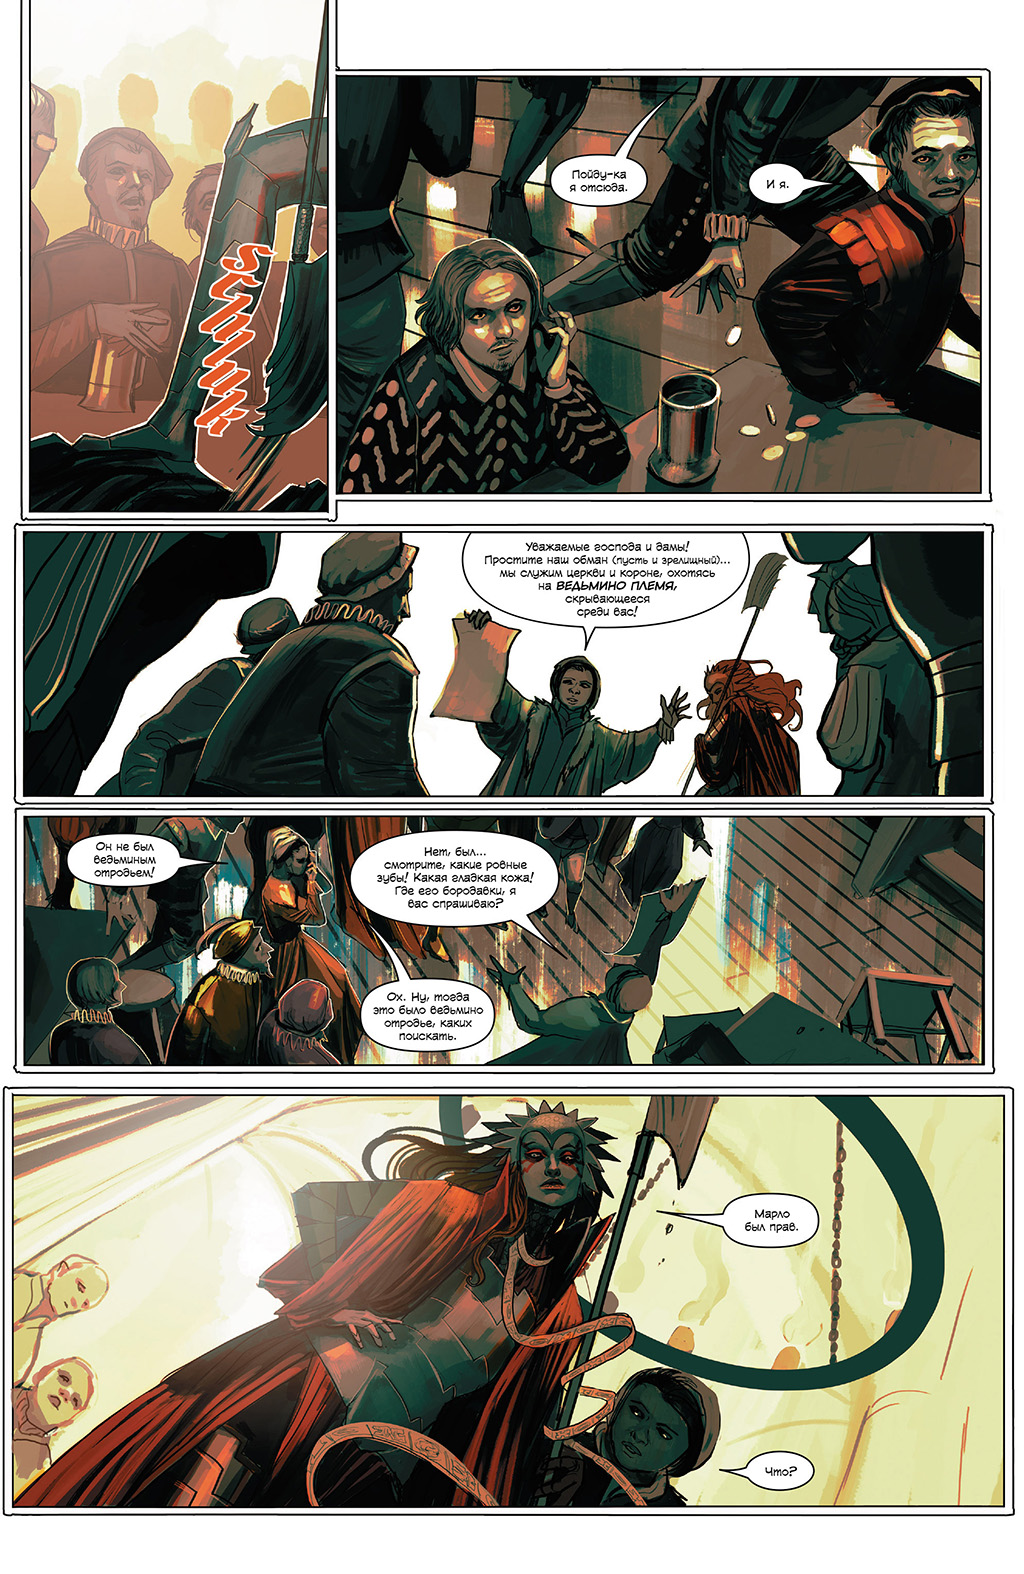 Пойду-ка
я отсюда.
И я.
Уважаемые господа и дамы!
Простите наш обман (пусть и зрелищный)...
мы служим церкви и короне, охотясь
на ВЕДЬМИНО ПЛЕМЯ,
скрывающееся
среди вас!
Он не был
ведьминым
отродьем!
Нет, был...
смотрите, какие ровные
зубы! Какая гладкая кожа!
Где его бородавки, я
вас спрашиваю?
Ох. Ну, тогда
это было ведьмино
отродье, каких
поискать.
Марло
был прав.
Что?